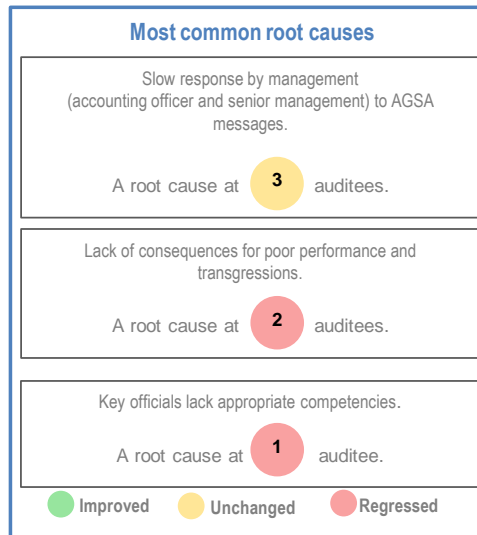 Most common root causes
Slow response by management
(accounting officer and senior management) to AGSA
messages.
A root cause at 3 auditees.
Lack of consequences for poor performance and
transgressions.
A root cause at 2 auditees.
Key officials lack appropriate competencies.
A root cause at 1 auditee.
Improved Unchanged Regressed